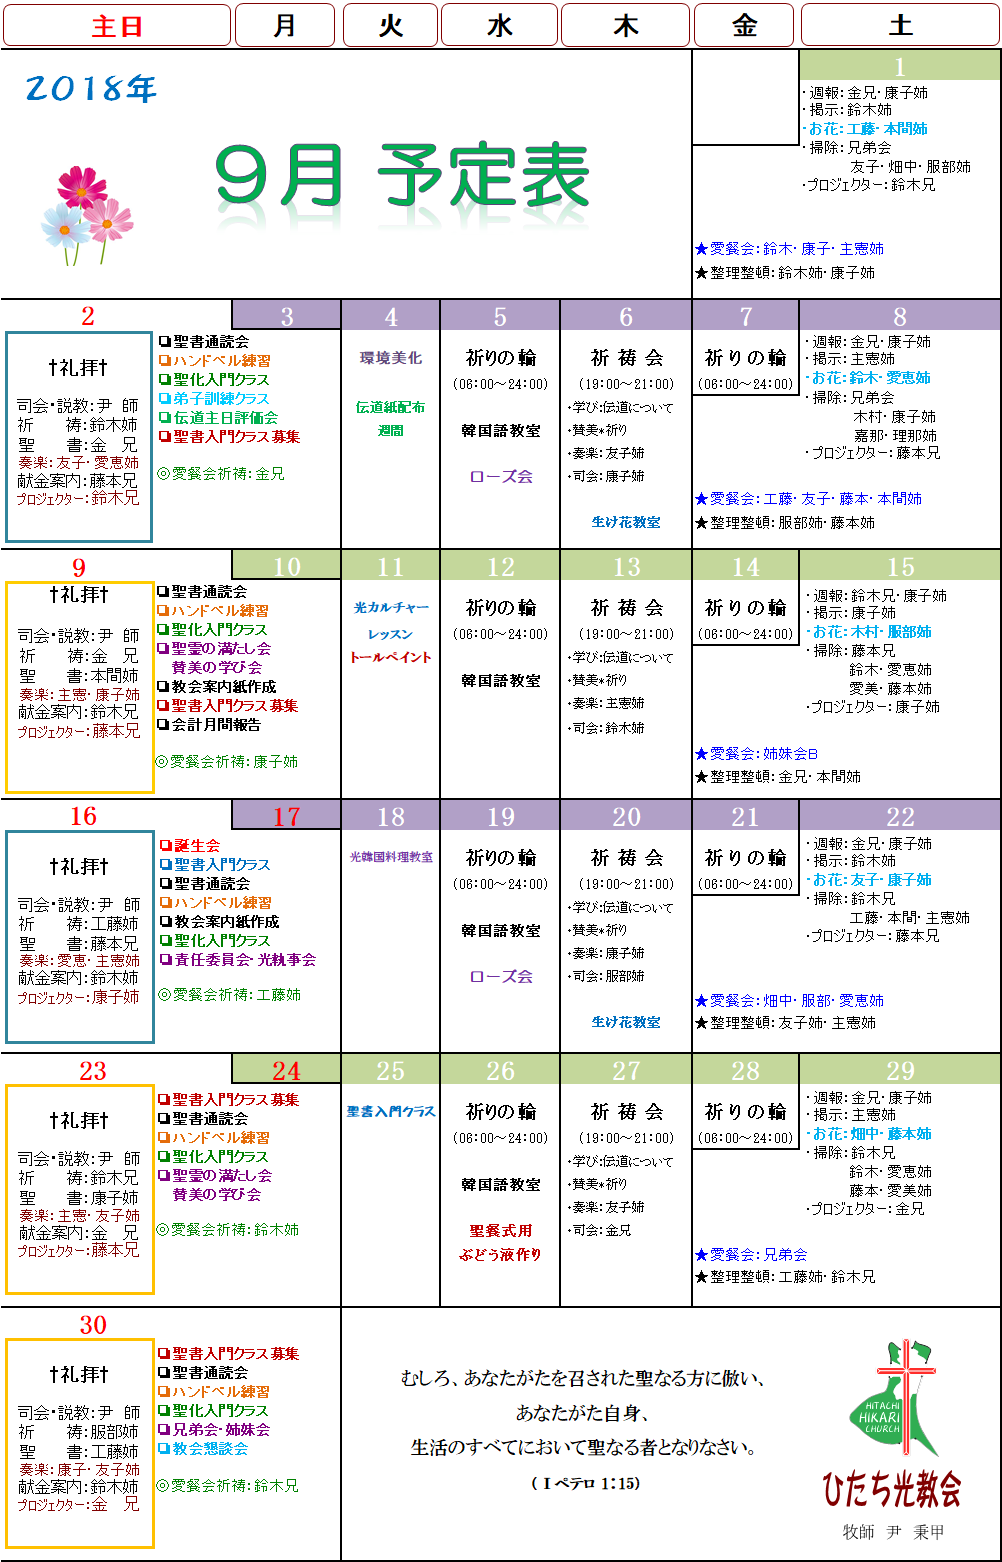 主日 月 火 水 木 金 土
2018年
9月 予定表
1
・週報：金兄・康子姉
・掲示：鈴木姉
・お花：工藤・本間姉
・掃除：兄弟会
友子・畑中・服部姉
・プロジェクター：鈴木兄
★愛餐会：鈴木・康子・主憲姉
★整理整頓：鈴木姉・康子姉
2 3 4 5 6 7 8
†礼拝†
司会・説教：尹 師
祈 祷：鈴木姉
聖 書：金 兄
奏楽：友子・愛恵姉
献金案内：藤本兄
プロジェクター：鈴木兄
❑聖書通読会
❑ハンドベル練習
❑聖化入門クラス
❑弟子訓練クラス
❑伝道主日評価会
❑聖書入門クラス募集
◎愛餐会祈祷：金兄
環境美化
伝道紙配布
週間
祈りの輪
(06:00～24:00)
韓国語教室
ローズ会
祈 祷 会
(19:00～21:00)
・学び：伝道について
・賛美*祈り
・奏楽：友子姉
・司会：康子姉
生け花教室
祈りの輪
(06:00～24:00)
・週報：金兄・康子姉
・掲示：主憲姉
・お花：鈴木・愛恵姉
・掃除：兄弟会
木村・康子姉
嘉那・理那姉
・プロジェクター：藤本兄
★愛餐会：工藤・友子・藤本・本間姉
★整理整頓：服部姉・藤本姉
9 10 11 12 13 14 15
†礼拝†
司会・説教：尹 師
祈 祷：金 兄
聖 書：本間姉
奏楽：主憲・康子姉
献金案内：鈴木兄
プロジェクター：藤本兄
❑聖書通読会
❑ハンドベル練習
❑聖化入門クラス
❑聖霊の満たし会
賛美の学び会
❑教会案内紙作成
❑聖書入門クラス募集
❑会計月間報告
◎愛餐会祈祷：康子姉
光カルチャー
レッスン
トールペイント
祈りの輪
(06:00～24:00)
韓国語教室
祈 祷 会
(19:00～21:00)
・学び：伝道について
・賛美*祈り
・奏楽：主憲姉
・司会：鈴木姉
祈りの輪
(06:00～24:00)
・週報：鈴木兄・康子姉
・掲示：康子姉
・お花：木村・服部姉
・掃除：藤本兄
鈴木・愛恵姉
愛美・藤本姉
・プロジェクター：康子姉
★愛餐会：姉妹会B
★整理整頓：金兄・本間姉
16 17 18 19 20 21 22
†礼拝†
司会・説教：尹 師
祈 祷：工藤姉
聖 書：藤本兄
奏楽：愛恵・主憲姉
献金案内：鈴木姉
プロジェクター：康子姉
❑誕生会
❑聖書入門クラス
❑聖書通読会
❑ハンドベル練習
❑教会案内紙作成
❑聖化入門クラス
❑責任委員会・光執事会
◎愛餐会祈祷：工藤姉
光韓国料理教室
祈りの輪
(06:00～24:00)
韓国語教室
ローズ会
祈 祷 会
(19:00～21:00)
・学び：伝道について
・賛美*祈り
・奏楽：康子姉
・司会：服部姉
生け花教室
祈りの輪
(06:00～24:00)
・週報：金兄・康子姉
・掲示：鈴木姉
・お花：友子・康子姉
・掃除：鈴木兄
工藤・本間・主憲姉
・プロジェクター：藤本兄
★愛餐会：畑中・服部・愛恵姉
★整理整頓：友子姉・主憲姉
23 24 25 26 27 28 29
†礼拝†
司会・説教：尹 師
祈 祷：鈴木兄
聖 書：康子姉
奏楽：主憲・友子姉
献金案内：金 兄
プロジェクター：藤本兄
❑聖書入門クラス募集
❑聖書通読会
❑ハンドベル練習
❑聖化入門クラス
❑聖霊の満たし会
賛美の学び会
◎愛餐会祈祷：鈴木姉
聖書入門クラス
祈りの輪
(06:00～24:00)
韓国語教室
聖餐式用
ぶどう液作り
祈 祷 会
(19:00～21:00)
・学び：伝道について
・賛美*祈り
・奏楽：友子姉
・司会：金兄
祈りの輪
(06:00～24:00)
・週報：金兄・康子姉
・掲示：主憲姉
・お花：畑中・藤本姉
・掃除：鈴木兄
鈴木・愛恵姉
藤本・愛美姉
・プロジェクター：金兄
★愛餐会：兄弟会
★整理整頓：工藤姉・鈴木兄
30
†礼拝†
司会・説教：尹 師
祈 祷：服部姉
聖 書：工藤姉
奏楽：康子・友子姉
献金案内：鈴木姉
プロジェクター：金 兄
❑聖書入門クラス募集
❑聖書通読会
❑ハンドベル練習
❑聖化入門クラス
❑兄弟会・姉妹会
❑教会懇談会
◎愛餐会祈祷：鈴木兄
むしろ、あなたがたを召された聖なる方に倣い、
あなたがた自身、
生活のすべてにおいて聖なる者となりなさい。
(Ⅰペテロ 1:15)
HITACHI
HIKARI
CHURCH
ひたち光教会
牧師 尹 秉甲